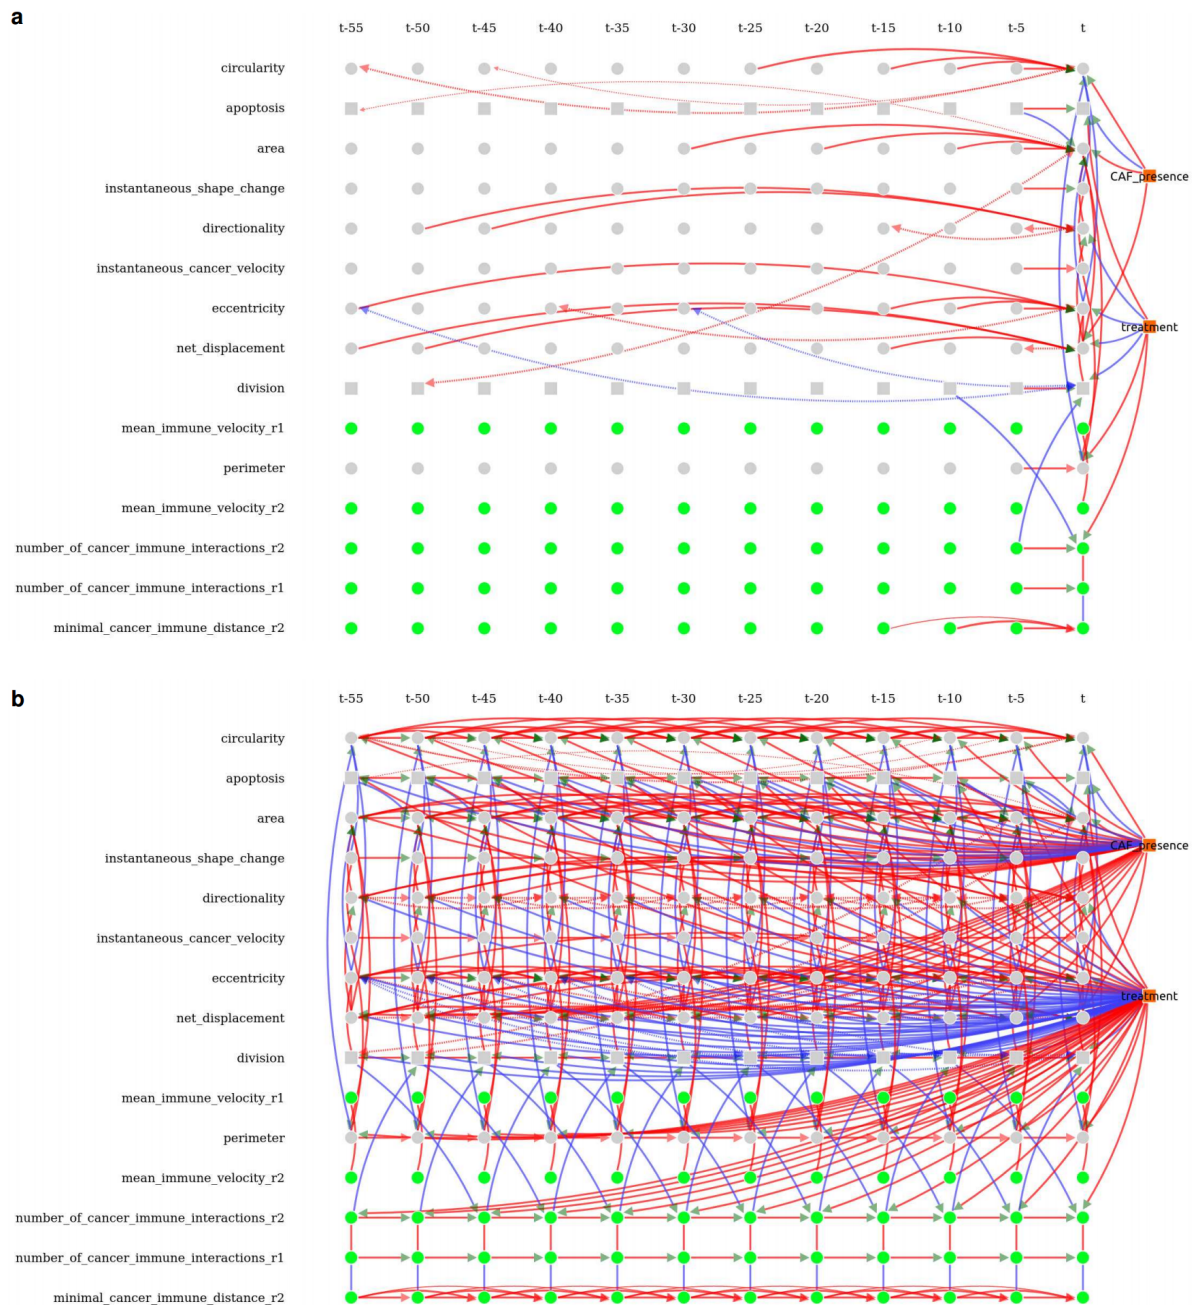 a
t-55 t-50 t-45 t-40 t-35 t-30 t-25 t-20 t-15 t-10 t-5 t
circularity
apoptosis
area
CAF_presence
instantaneous_shape_change
directionality
instantaneous_cancer_velocity
eccentricity
treatment
net_displacement
division
mean_immune_velocity_r1
perimeter
mean_immune_velocity_r2
number_of_cancer_immune_interactions_r2
number_of_cancer_immune_interactions_r1
minimal_cancer_immune_distance_r2
b
t-55 t-50 t-45 t-40 t-35 t-30 t-25 t-20 t-15 t-10 t-5 t
circularity
apoptosis
area
CAF_presence
instantaneous_shape_change
directionality
instantaneous_cancer_velocity
eccentricity
treatment
net_displacement
division
mean_immune_velocity_r1
perimeter
mean_immune_velocity_r2
number_of_cancer_immune_interactions_r2
number_of_cancer_immune_interactions_r1
minimal_cancer_immune_distance_r2